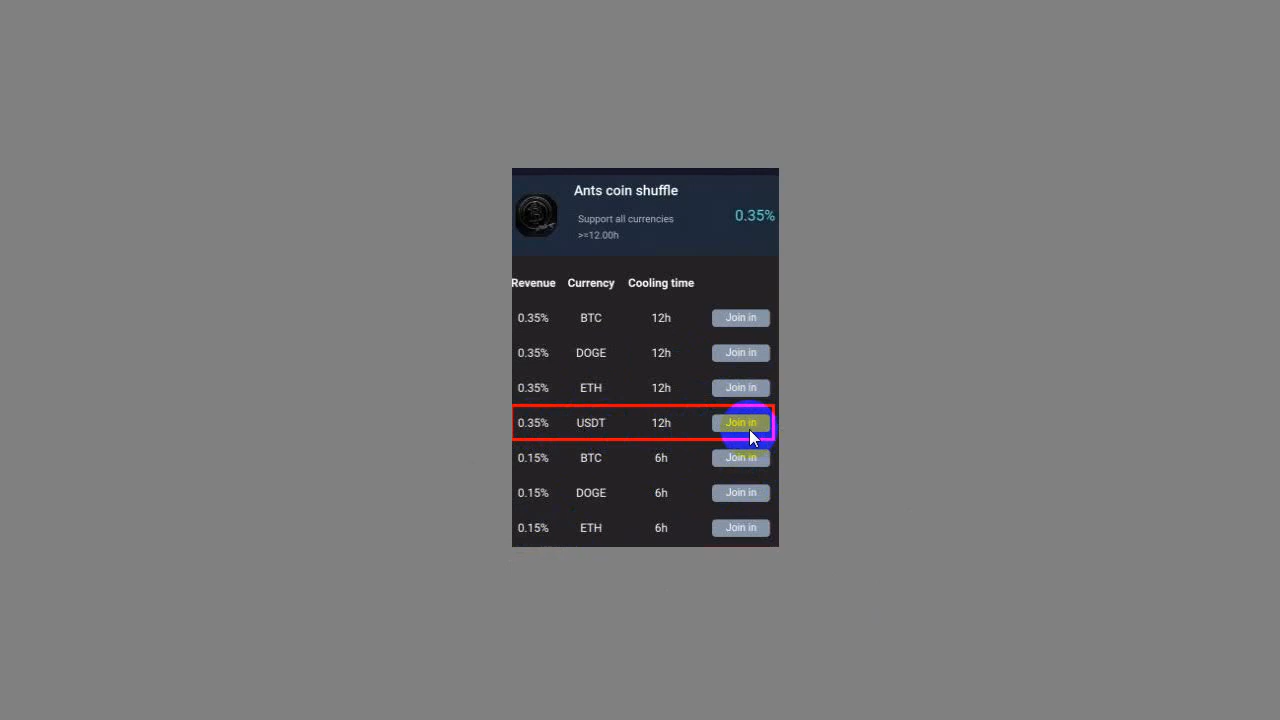 Ants coin shuffle
Support all currencies
0.35%
>=12.00h
Revenue Currency Cooling time
0.35% BTC 12h Join in
0.35% DOGE 12h Join in
0.35% ETH 12h Join in
0.35% USDT 12h Join in
0.15% BTC 6h Join in
0.15% DOGE 6h Join in
0.15% ETH 6h Join in